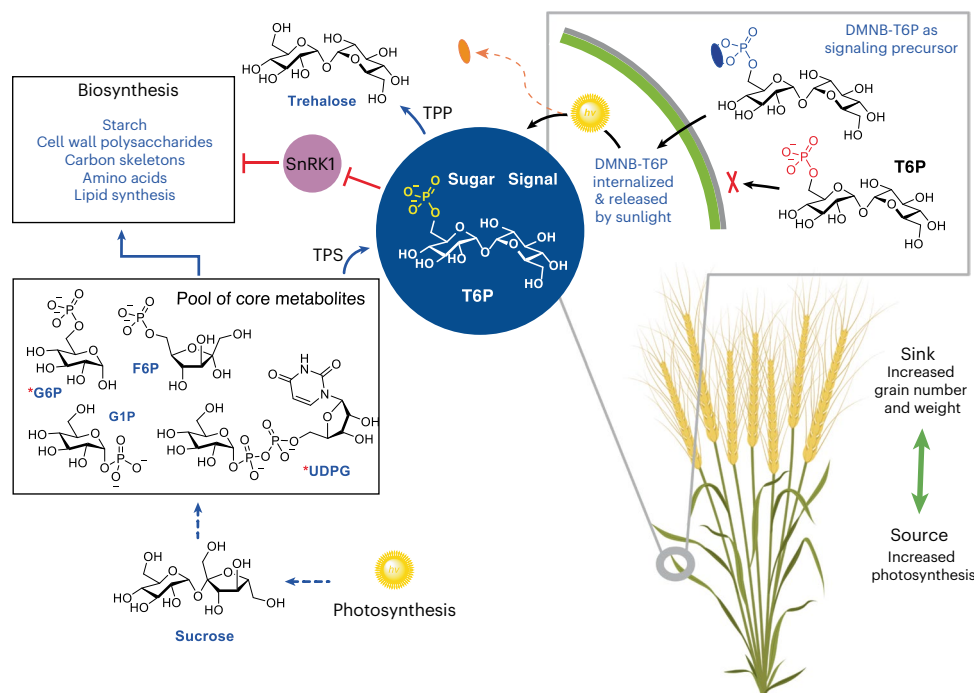 DMNB-T6P as
signaling precursor
Trehalose
TPP
Biosynthesis
Starch
Cell wall polysaccharides
Carbon skeletons
Amino acids
Lipid synthesis
SnRK1
hv
DMNB-T6P
internalized
& released
by sunlight
X
T6P
Sugar Signal
T6P
TPS
Pool of core metabolites
*G6P
F6P
G1P
*UDPG
Sucrose
hv
Photosynthesis
Sink
Increased
grain number
and weight
Source
Increased
photosynthesis